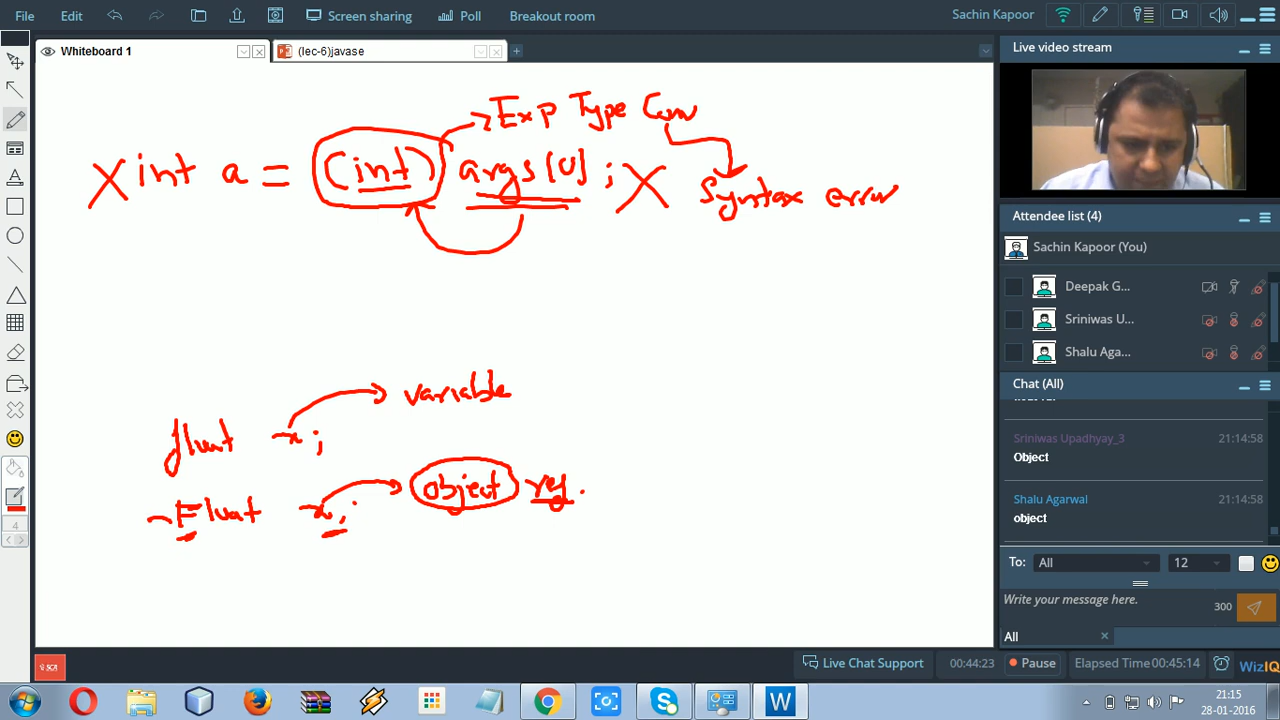 File Edit Screen sharing Poll Breakout room Sachin Kapoor
Whiteboard 1 (lec-6)javase
Live video stream
Exp Type Conv
X int a = (int) args[0]; X Syntax error
Attendee list (4)
Sachin Kapoor (You)
Deepak G...
Sriniwas U...
Shalu Aga...
Chat (All)
Sriniwas Upadhyay_3 21:14:58
Object
Shalu Agarwal 21:14:58
object
variable
float x;
Float x; object ref.
To: All 12
Write your message here. 300
All
4
Live Chat Support 00:44:23 Pause Elapsed Time 00:45:14 WizIQ
21:15
28-01-2016